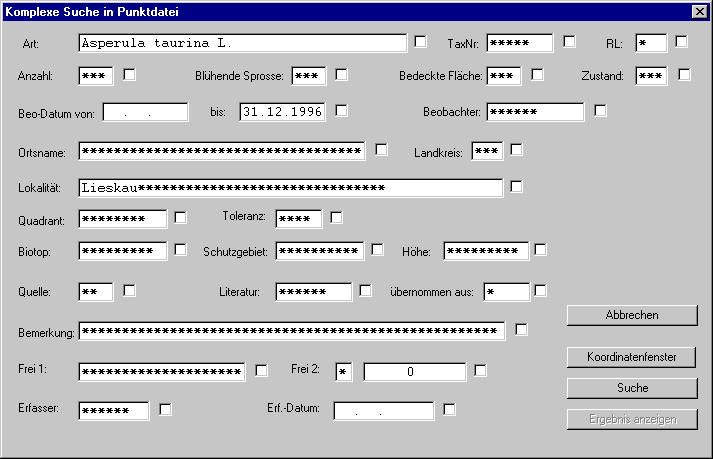 Komplexe Suche in Punktdatei
Art: Asperula taurina L. TaxNr.: ***** RL: *
Anzahl: *** Blühende Sprosse: *** Bedeckte Fläche: *** Zustand: ***
Beo-Datum von: . . bis: 31.12.1996 Beobachter: ******
Ortsname: ********************************** Landkreis: ***
Lokalität: Lieskau******************************
Quadrant: ******** Toleranz: ****
Biotop: ********* Schutzgebiet: ********** Höhe: *********
Quelle: ** Literatur: ****** übernommen aus: *
Abbrechen
Bemerkung: **************************************************
Koordinatenfenster
Frei 1: ******************** Frei 2: * 0
Suche
Erfasser: ****** Erf.-Datum: . .
Ergebnis anzeigen